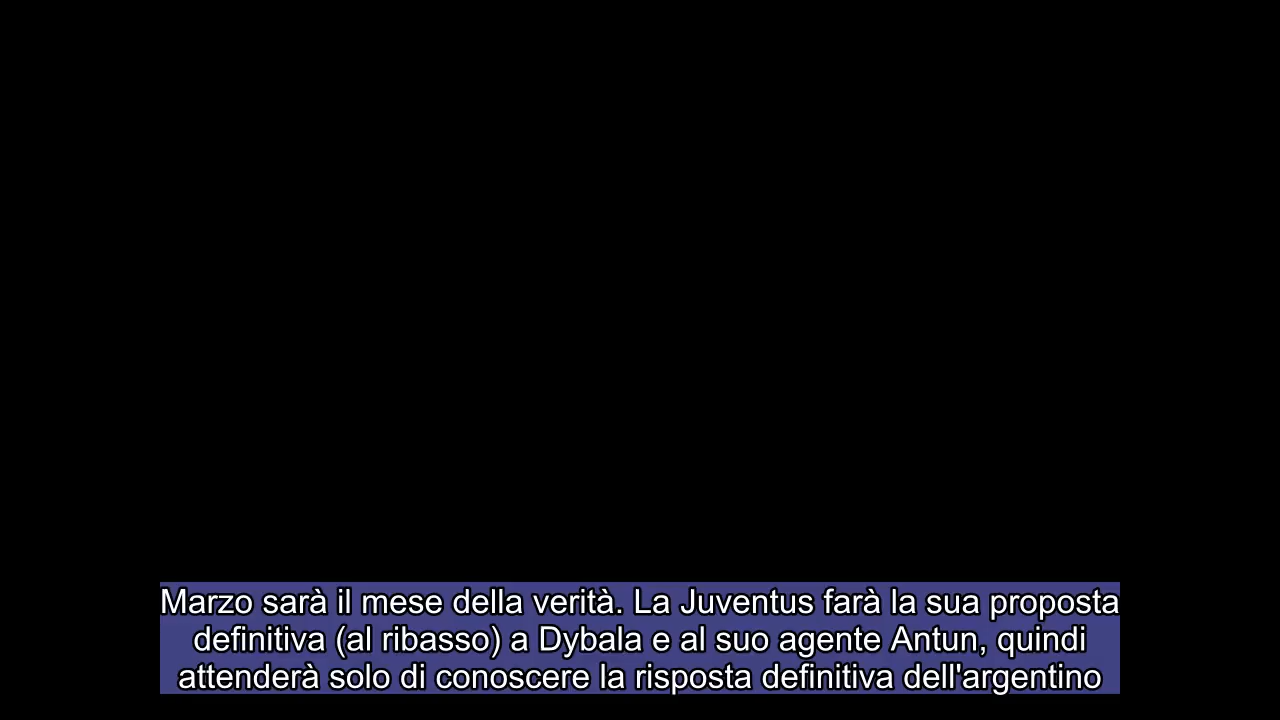 Marzo sarà il mese della verità. La Juventus farà la sua proposta
definitiva (al ribasso) a Dybala e al suo agente Antun, quindi
attenderà solo di conoscere la risposta definitiva dell'argentino